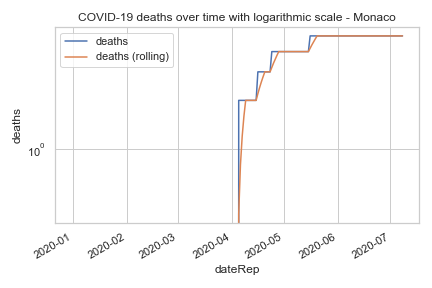 COVID-19 deaths over time with logarithmic scale - Monaco
deaths
deaths (rolling)
deaths
10⁰
2020-01
2020-02
2020-03
2020-04
2020-05
2020-06
2020-07
dateRep